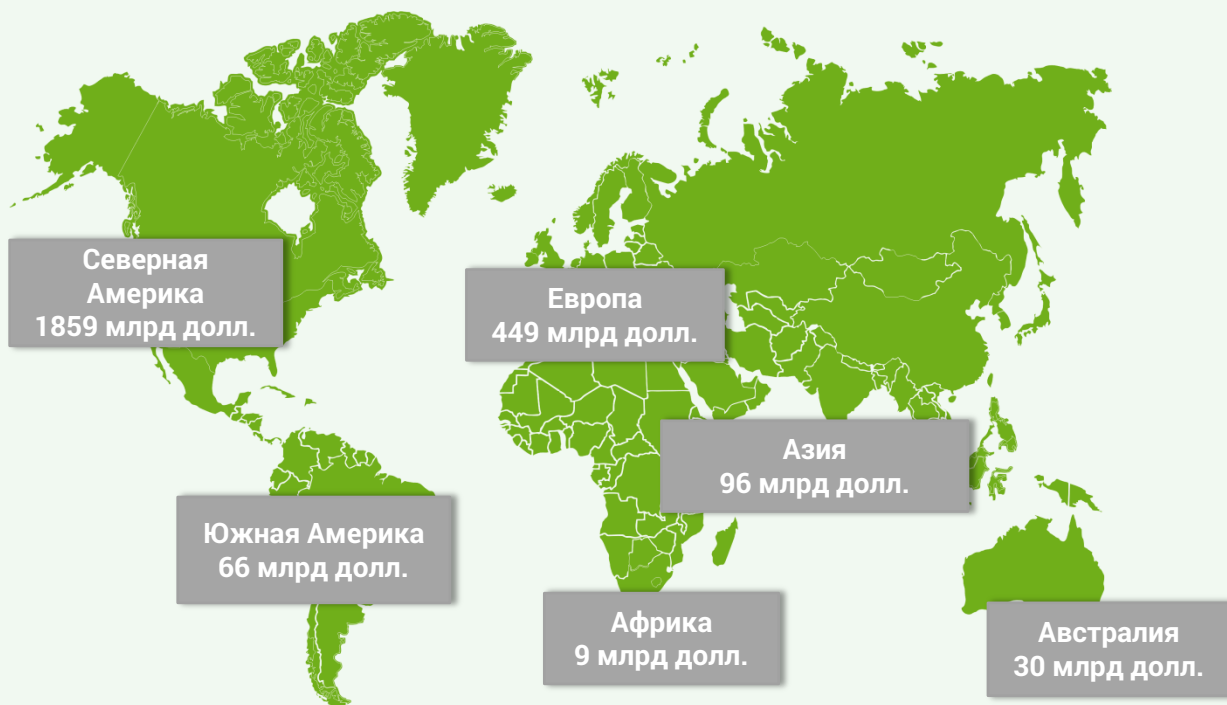 Северная
Америка
1859 млрд долл.
Европа
449 млрд долл.
Азия
96 млрд долл.
Южная Америка
66 млрд долл.
Африка
9 млрд долл.
Австралия
30 млрд долл.